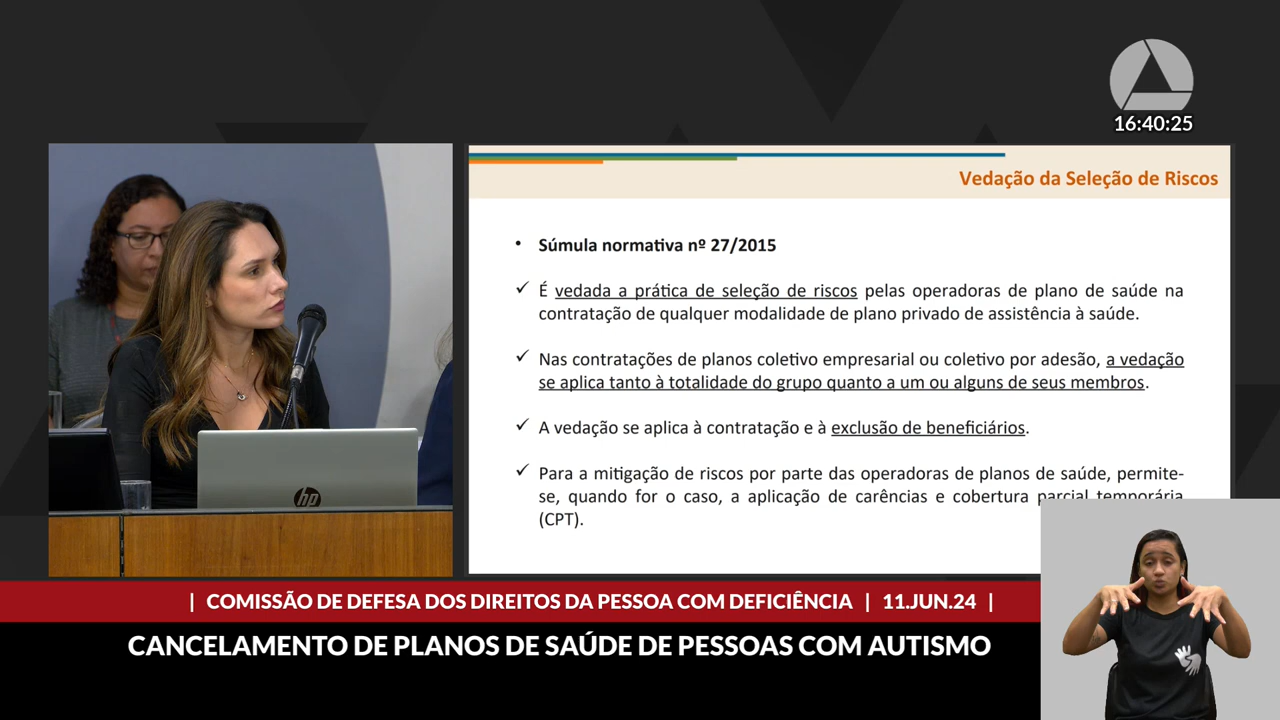 16:40:25
Vedação da Seleção de Riscos
• Súmula normativa nº 27/2015
✓ É vedada a prática de seleção de riscos pelas operadoras de plano de saúde na
contratação de qualquer modalidade de plano privado de assistência à saúde.
✓ Nas contratações de planos coletivo empresarial ou coletivo por adesão, a vedação
se aplica tanto à totalidade do grupo quanto a um ou alguns de seus membros.
✓ A vedação se aplica à contratação e à exclusão de beneficiários.
✓ Para a mitigação de riscos por parte das operadoras de planos de saúde, permite-
se, quando for o caso, a aplicação de carências e cobertura parcial temporária
(CPT).
hp
| COMISSÃO DE DEFESA DOS DIREITOS DA PESSOA COM DEFICIÊNCIA | 11.JUN.24 |
CANCELAMENTO DE PLANOS DE SAÚDE DE PESSOAS COM AUTISMO